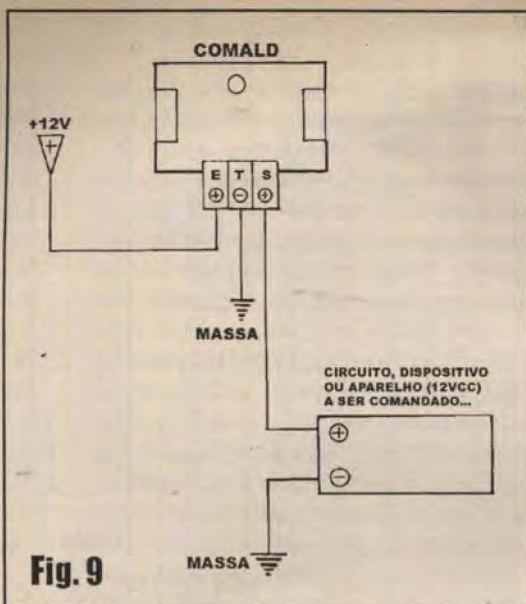 COMALD
+12V
E T S
MASSA
CIRCUITO, DISPOSITIVO
OU APARELHO (12VCC)
A SER COMANDADO...
MASSA
Fig. 9